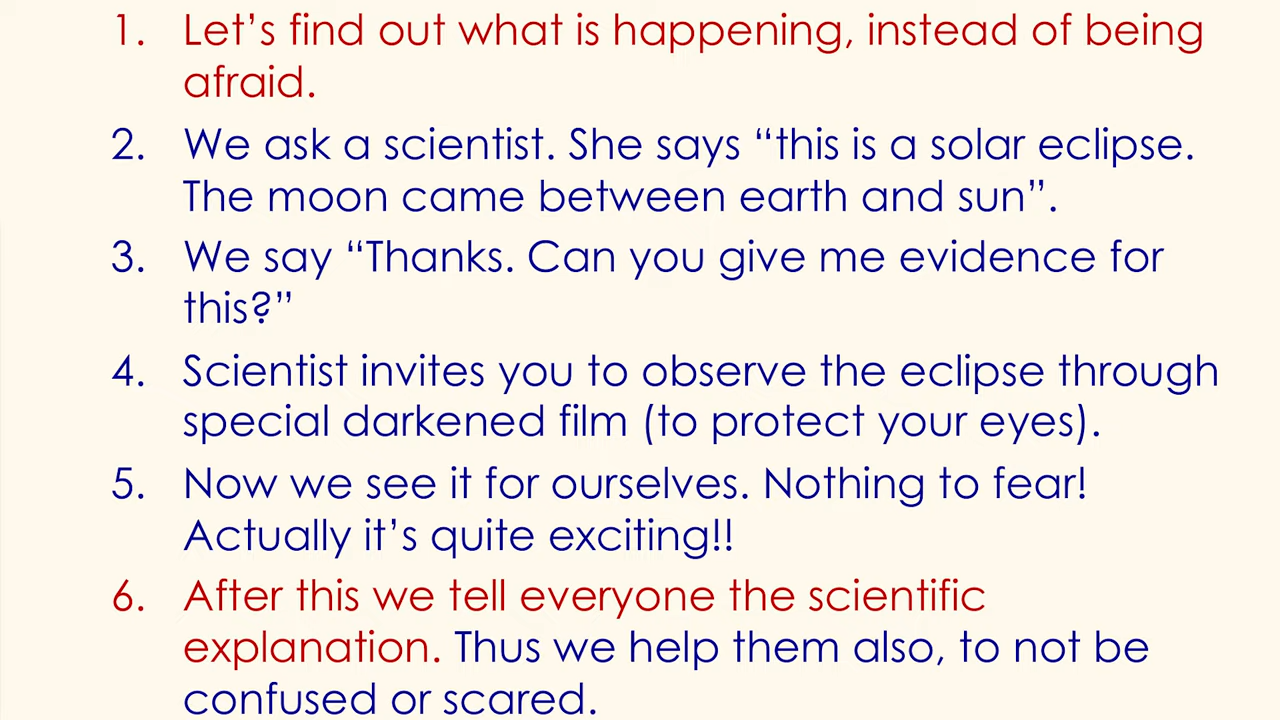 1. Let’s find out what is happening, instead of being
afraid.
2. We ask a scientist. She says “this is a solar eclipse.
The moon came between earth and sun”.
3. We say “Thanks. Can you give me evidence for
this?”
4. Scientist invites you to observe the eclipse through
special darkened film (to protect your eyes).
5. Now we see it for ourselves. Nothing to fear!
Actually it’s quite exciting!!
6. After this we tell everyone the scientific
explanation. Thus we help them also, to not be
confused or scared.